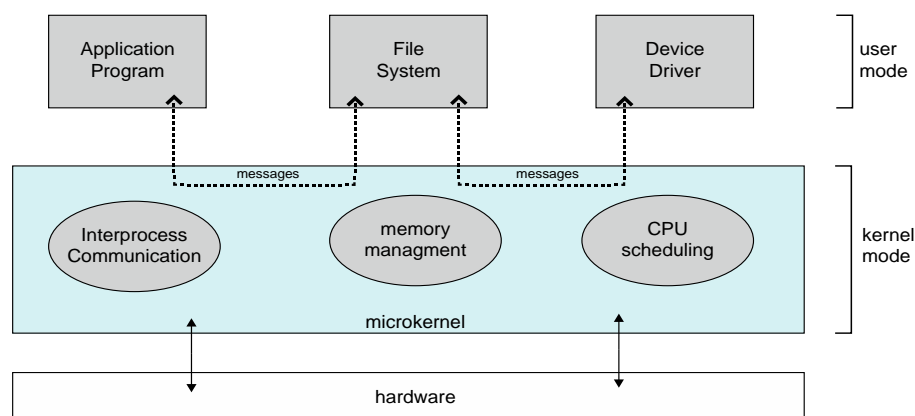 Application
Program
File
System
Device
Driver
user
mode
messages
messages
Interprocess
Communication
memory
managment
CPU
scheduling
kernel
mode
microkernel
hardware